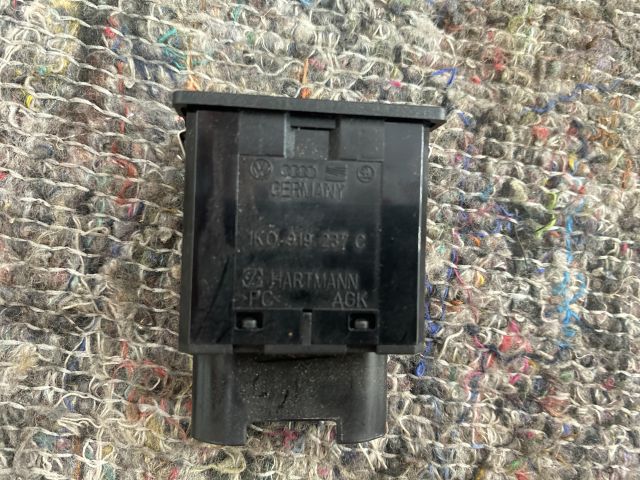 GERMANY
1K0 919 237 C
HARTMANN
>PC< AGK